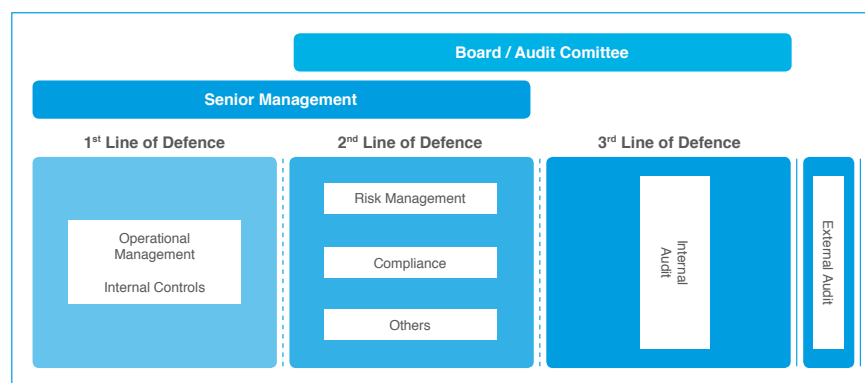 Board / Audit Comittee
Senior Management
1st Line of Defence
2nd Line of Defence
3rd Line of Defence
Operational
Management
Internal Controls
Risk Management
Compliance
Others
Internal
Audit
External Audit